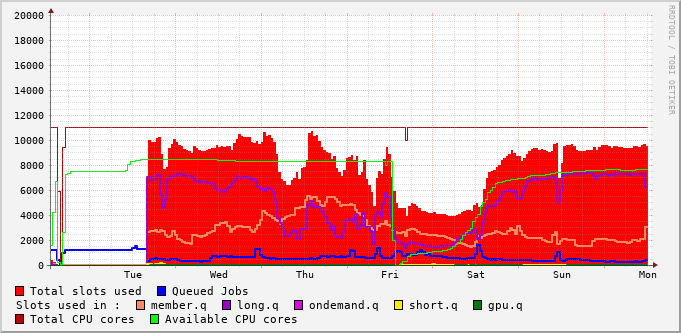 20000
18000
16000
14000
12000
10000
8000
6000
4000
2000
0
Tue Wed Thu Fri Sat Sun Mon
Total slots used Queued Jobs
Slots used in : member.q long.q ondemand.q short.q gpu.q
Total CPU cores Available CPU cores
RRDTOOL / TOBI OETIKER